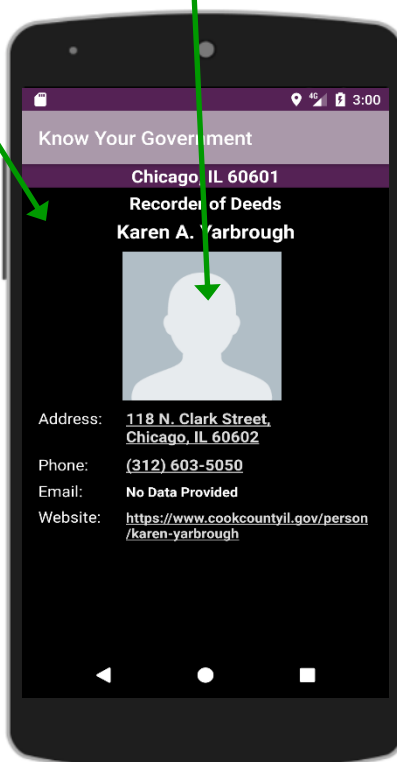 4G 3:00
Know Your Government
Chicago, IL 60601
Recorder of Deeds
Karen A. Yarbrough
Address: 118 N. Clark Street,
Chicago, IL 60602
Phone: (312) 603-5050
Email: No Data Provided
Website: https://www.cookcountyil.gov/person
/karen-yarbrough